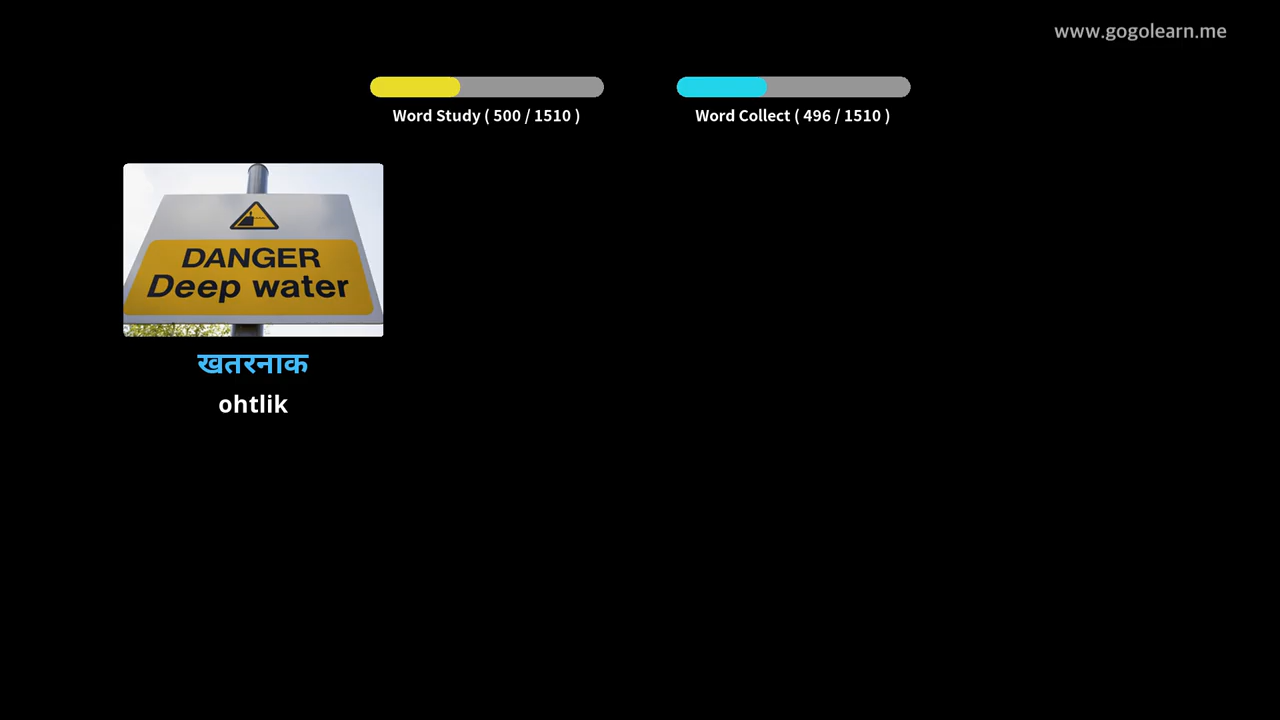 www.gogolearn.me
Word Study ( 500 / 1510 )
Word Collect ( 496 / 1510 )
DANGER
Deep water
खतरनाक
ohtlik